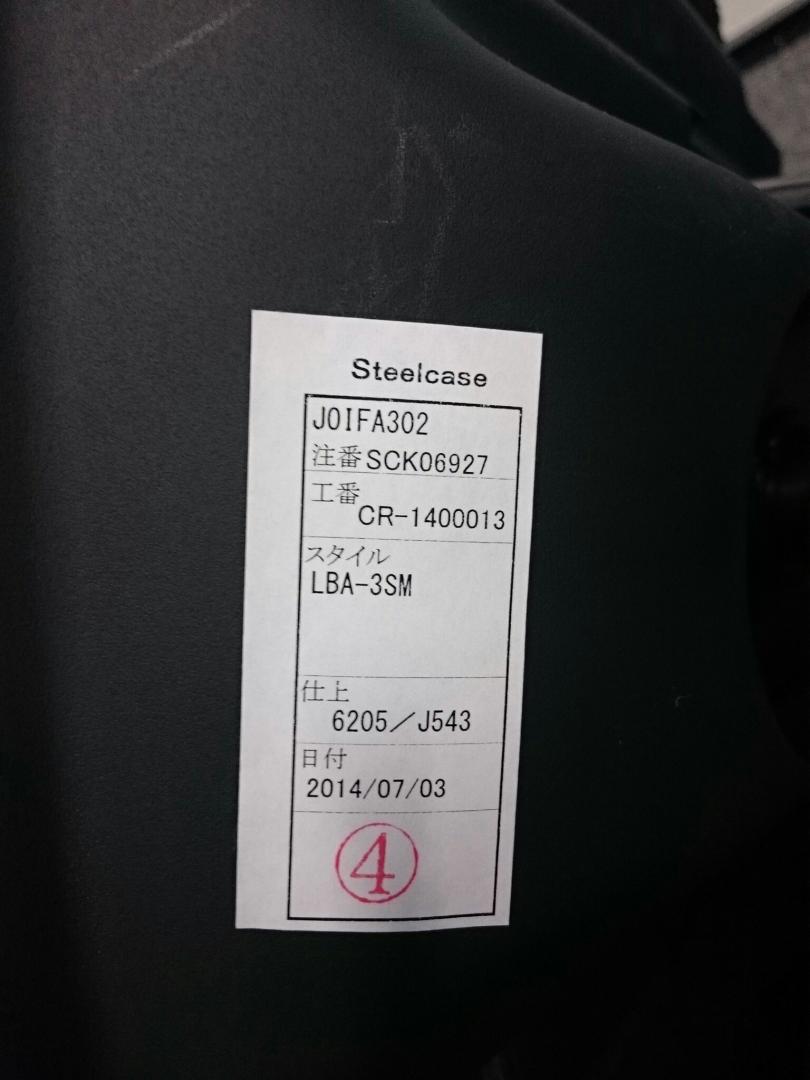 Steelcase
JOIFA302
注番SCK06927
工番
CR-1400013
スタイル
LBA-3SM
仕上
6205／J543
日付
2014/07/03
④